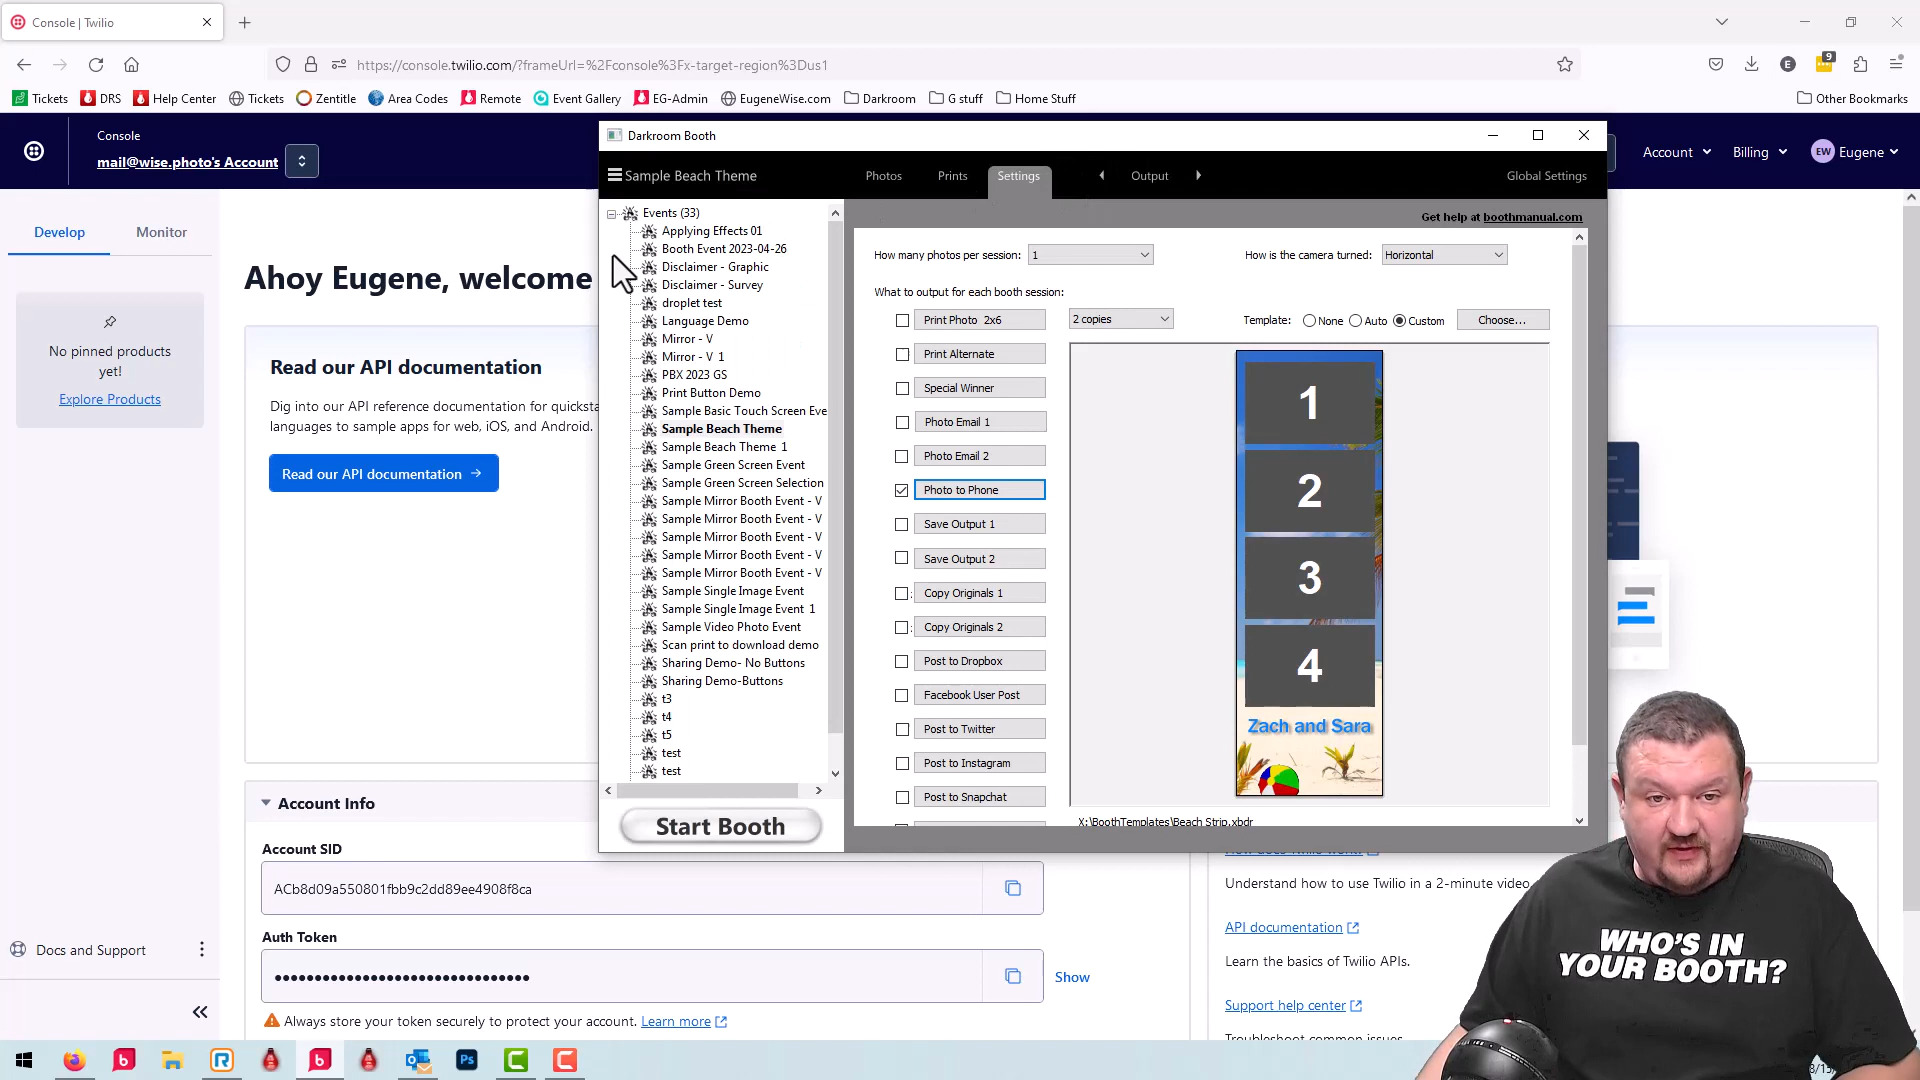 Console | Twilio
https://console.twilio.com/?frameUrl=%2Fconsole%3Fx-target-region%3Dus1
9
E
Tickets DRS Help Center Tickets Zentitle Area Codes Remote Event Gallery EG-Admin EugeneWise.com Darkroom G stuff Home Stuff Other Bookmarks
Console
mail@wise.photo's Account
Account Billing EW Eugene
Develop Monitor
No pinned products
yet!
Explore Products
Docs and Support
Ahoy Eugene, welcome
Read our API documentation
Dig into our API reference documentation for quicksta
languages to sample apps for web, iOS, and Android.
Read our API documentation
Account Info
Account SID
ACb8d09a550801fbb9c2dd89ee4908f8ca
Auth Token
Show
Always store your token securely to protect your account. Learn more
Darkroom Booth
Sample Beach Theme Photos Prints Settings Output Global Settings
Get help at boothmanual.com
Events (33)
Applying Effects 01
Booth Event 2023-04-26
Disclaimer - Graphic
Disclaimer - Survey
droplet test
Language Demo
Mirror - V
Mirror - V 1
PBX 2023 GS
Print Button Demo
Sample Basic Touch Screen Eve
Sample Beach Theme
Sample Beach Theme 1
Sample Green Screen Event
Sample Green Screen Selection
Sample Mirror Booth Event - V
Sample Mirror Booth Event - V
Sample Mirror Booth Event - V
Sample Mirror Booth Event - V
Sample Mirror Booth Event - V
Sample Single Image Event
Sample Single Image Event 1
Sample Video Photo Event
Scan print to download demo
Sharing Demo- No Buttons
Sharing Demo-Buttons
t3
t4
t5
test
test
Start Booth
How many photos per session: 1 How is the camera turned: Horizontal
What to output for each booth session:
Print Photo 2x6 2 copies Template: None Auto Custom Choose...
Print Alternate
Special Winner
Photo Email 1
Photo Email 2
Photo to Phone
Save Output 1
Save Output 2
Copy Originals 1
Copy Originals 2
Post to Dropbox
Facebook User Post
Post to Twitter
Post to Instagram
Post to Snapchat
1
2
3
4
Zach and Sara
X:\BoothTemplates\Beach Strip.xbdr
How does Twilio work?
Understand how to use Twilio in a 2-minute video.
API documentation
Learn the basics of Twilio APIs.
Support help center
Troubleshoot common issues
WHO'S IN
YOUR BOOTH?
Ps